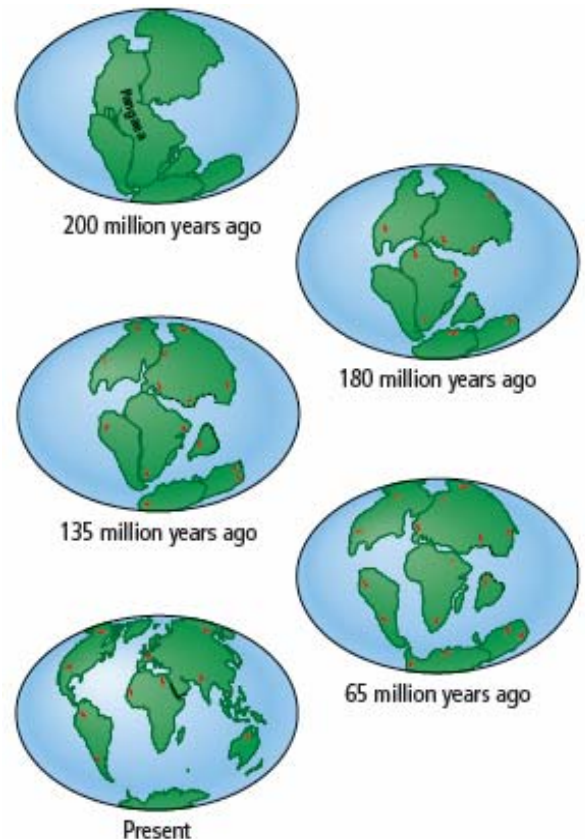 Pangaea
200 million years ago
180 million years ago
135 million years ago
65 million years ago
Present